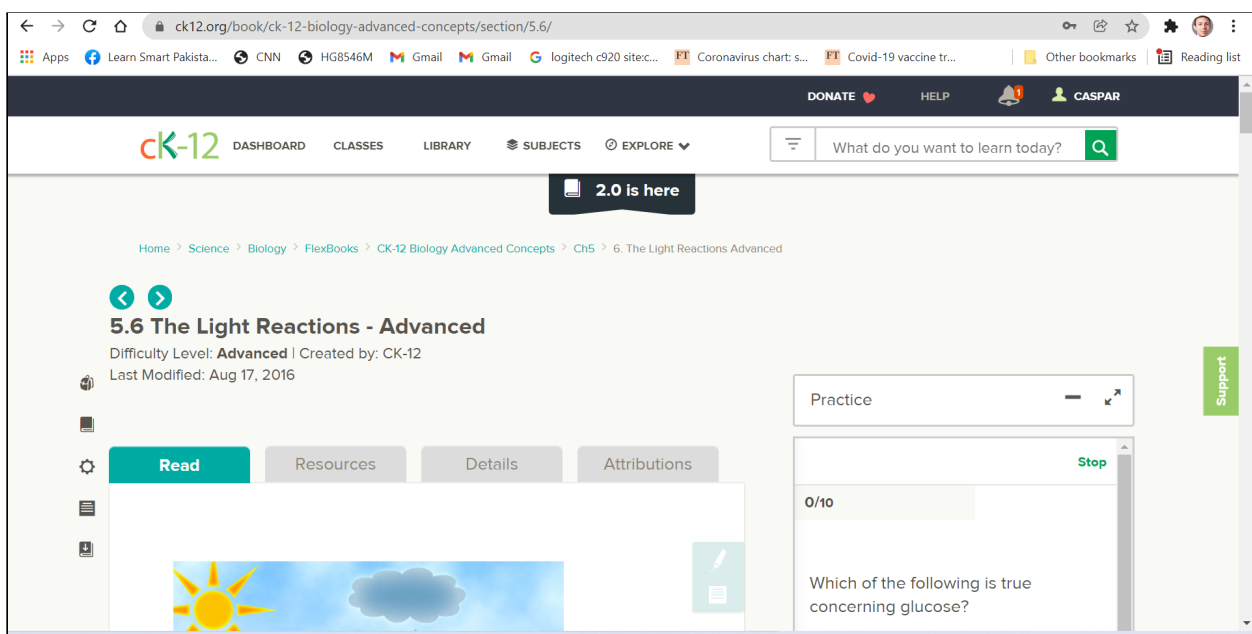 ck12.org/book/ck-12-biology-advanced-concepts/section/5.6/
Apps Learn Smart Pakista... CNN HG8546M Gmail Gmail logitech c920 site:c... FT Coronavirus chart: s... FT Covid-19 vaccine tr... Other bookmarks Reading list
DONATE HELP 1 CASPAR
cK-12 DASHBOARD CLASSES LIBRARY SUBJECTS EXPLORE What do you want to learn today?
2.0 is here
Home > Science > Biology > FlexBooks > CK-12 Biology Advanced Concepts > Ch5 > 6. The Light Reactions Advanced
5.6 The Light Reactions - Advanced
Difficulty Level: Advanced | Created by: CK-12
Last Modified: Aug 17, 2016
Support
Practice
Read Resources Details Attributions
Stop
0/10
Which of the following is true
concerning glucose?